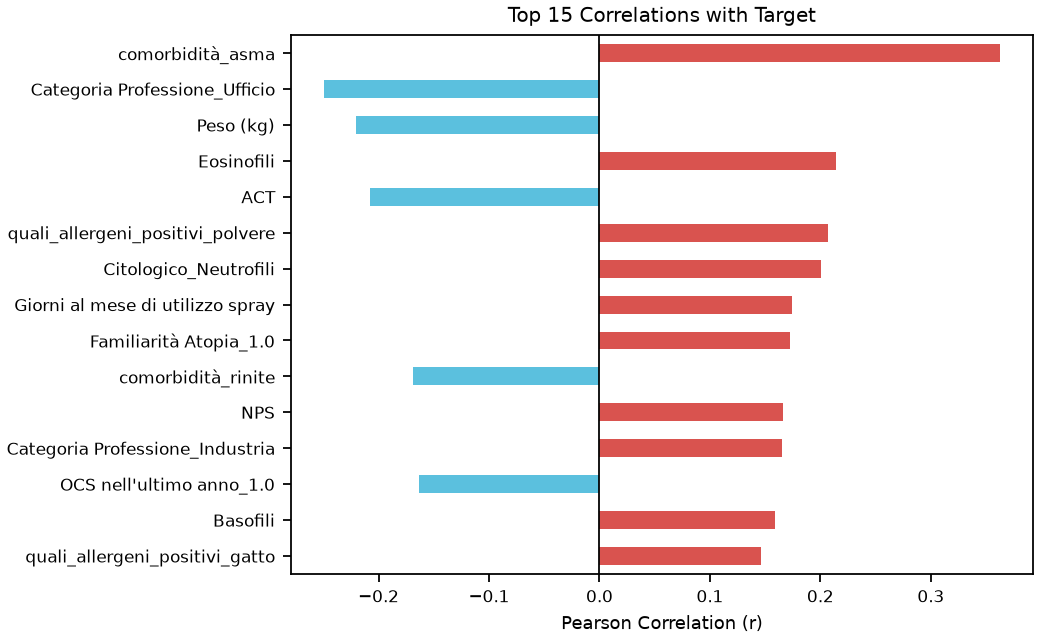 Top 15 Correlations with Target
comorbidità_asma
Categoria Professione_Ufficio
Peso (kg)
Eosinofili
ACT
quali_allergeni_positivi_polvere
Citologico_Neutrofili
Giorni al mese di utilizzo spray
Familiarità Atopia_1.0
comorbidità_rinite
NPS
Categoria Professione_Industria
OCS nell'ultimo anno_1.0
Basofili
quali_allergeni_positivi_gatto
−0.2 −0.1 0.0 0.1 0.2 0.3
Pearson Correlation (r)